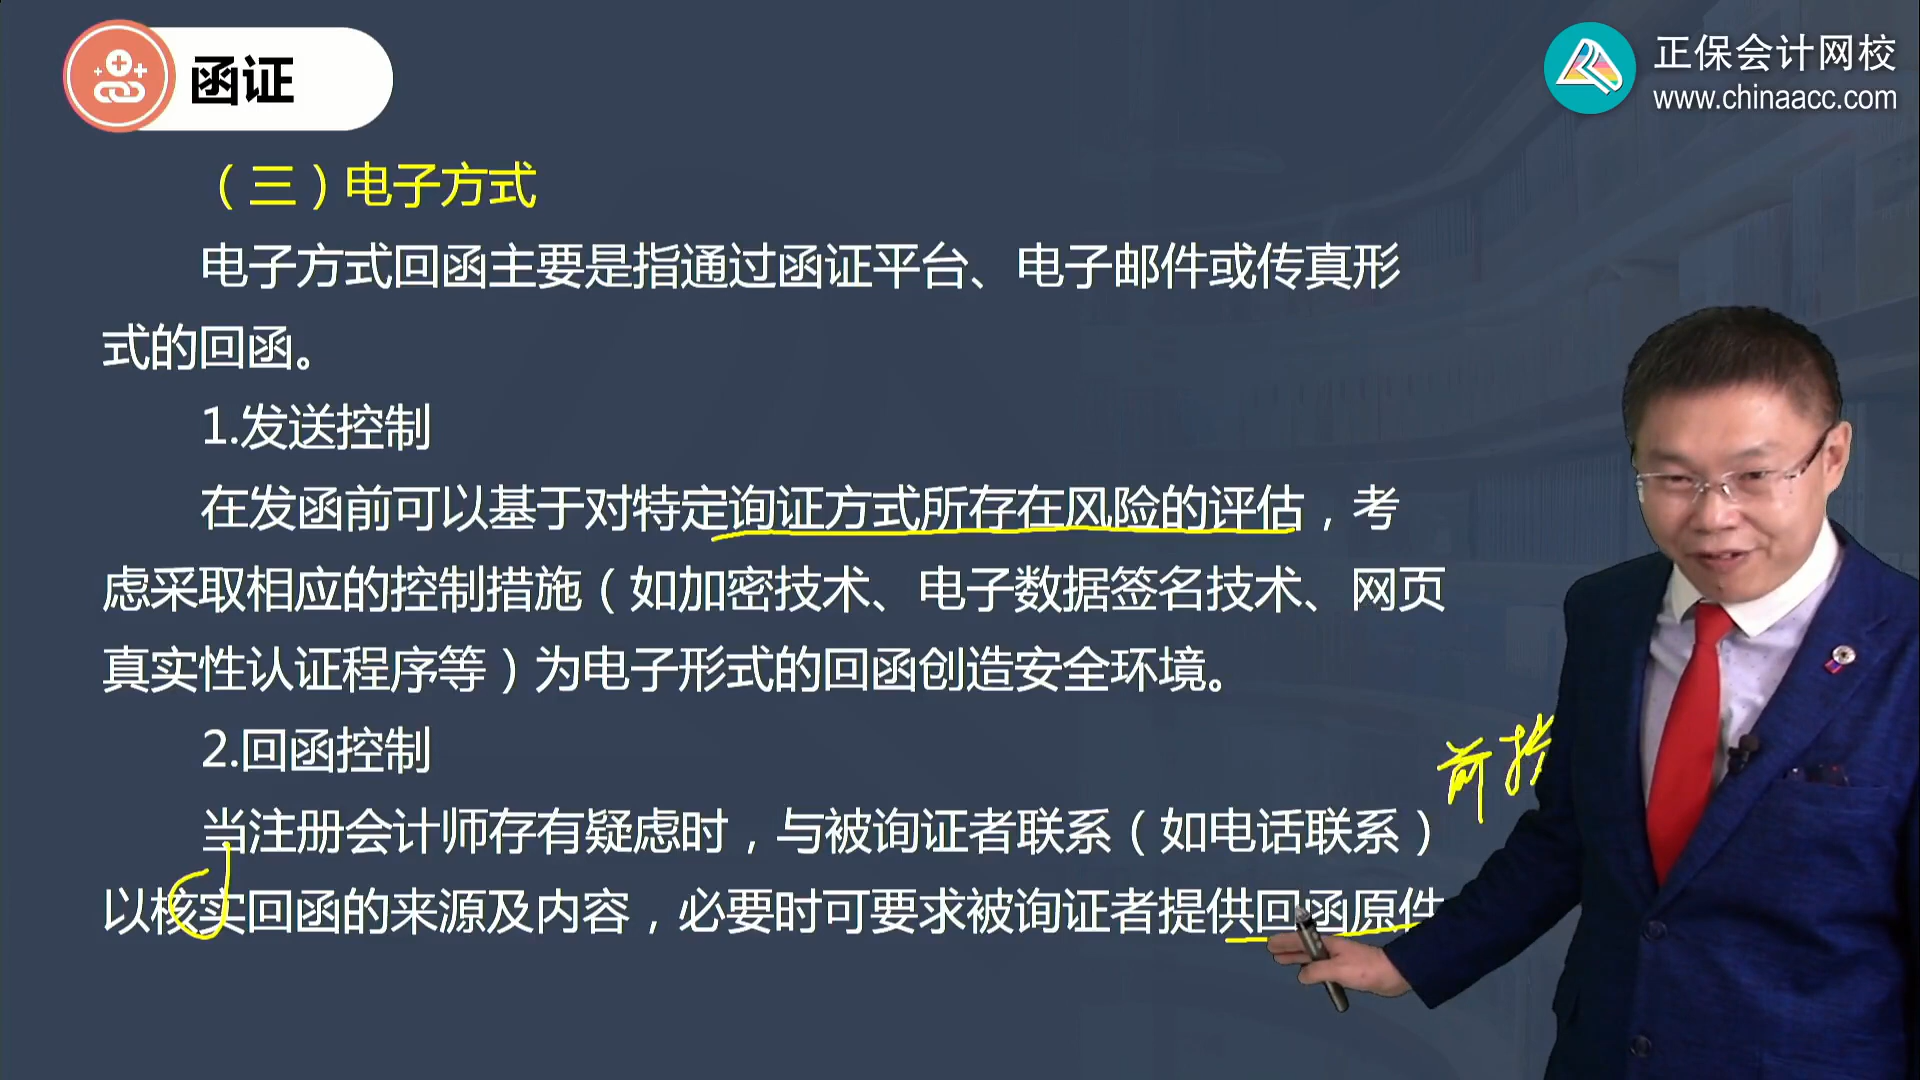 函证
正保会计网校
www.chinaacc.com
（三）电子方式
电子方式回函主要是指通过函证平台、电子邮件或传真形
式的回函。
1.发送控制
在发函前可以基于对特定询证方式所存在风险的评估，考
虑采取相应的控制措施（如加密技术、电子数据签名技术、网页
真实性认证程序等）为电子形式的回函创造安全环境。
2.回函控制
前
当注册会计师存有疑虑时，与被询证者联系（如电话联系）
以核实回函的来源及内容，必要时可要求被询证者提供回函原件